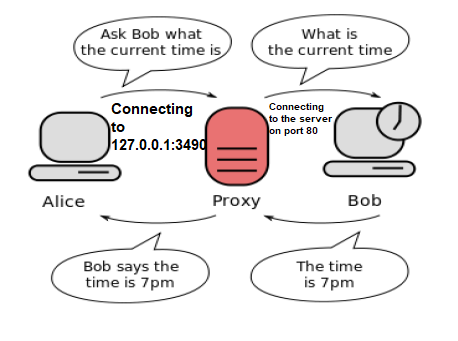 Ask Bob what
the current time is
What is
the current time
Connecting
to
127.0.0.1:3490
Connecting
to the server
on port 80
Alice
Proxy
Bob
Bob says the
time is 7pm
The time
is 7pm